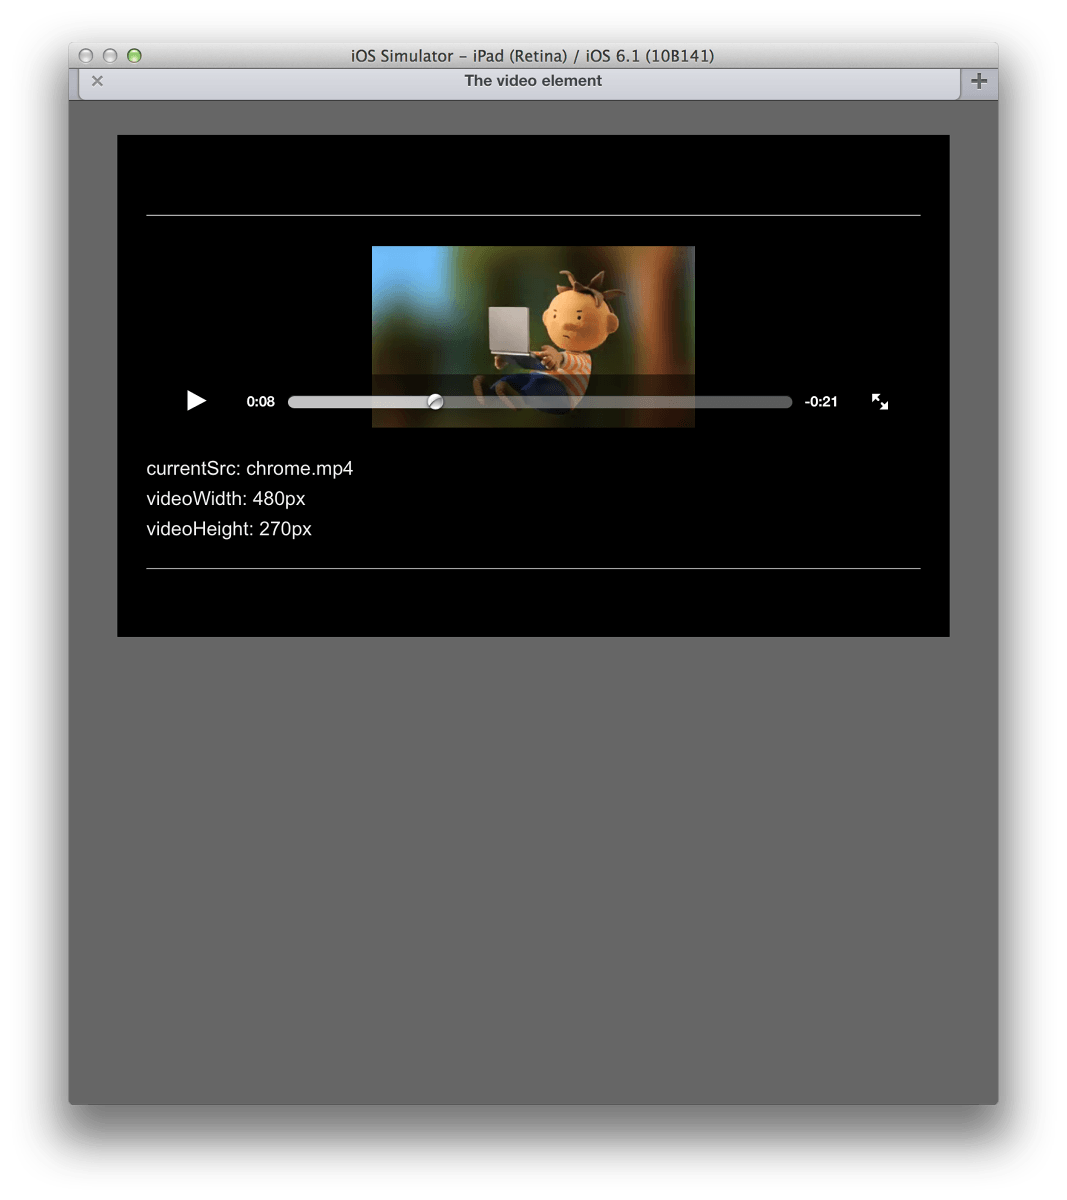 iOS Simulator – iPad (Retina) / iOS 6.1 (10B141)
The video element
0:08 -0:21
currentSrc: chrome.mp4
videoWidth: 480px
videoHeight: 270px